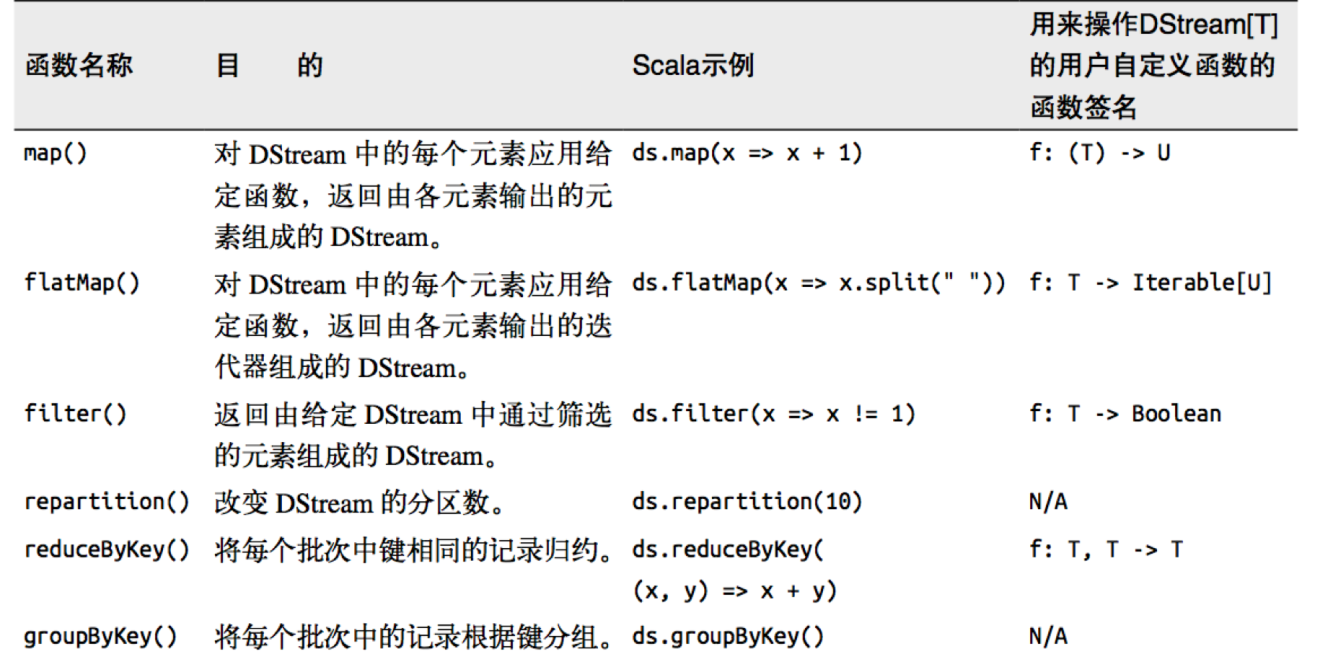 函数名称
目 的
Scala示例
用来操作DStream[T]
的用户自定义函数的
函数签名
map()
对 DStream 中的每个元素应用给
定函数，返回由各元素输出的元
素组成的 DStream。
ds.map(x => x + 1)
f: (T) -> U
flatMap()
对 DStream 中的每个元素应用给
定函数，返回由各元素输出的迭
代器组成的 DStream。
ds.flatMap(x => x.split(" "))
f: T -> Iterable[U]
filter()
返回由给定 DStream 中通过筛选
的元素组成的 DStream。
ds.filter(x => x != 1)
f: T -> Boolean
repartition()
改变 DStream 的分区数。
ds.repartition(10)
N/A
reduceByKey()
将每个批次中键相同的记录归约。
ds.reduceByKey(
(x, y) => x + y)
f: T, T -> T
groupByKey()
将每个批次中的记录根据键分组。
ds.groupByKey()
N/A